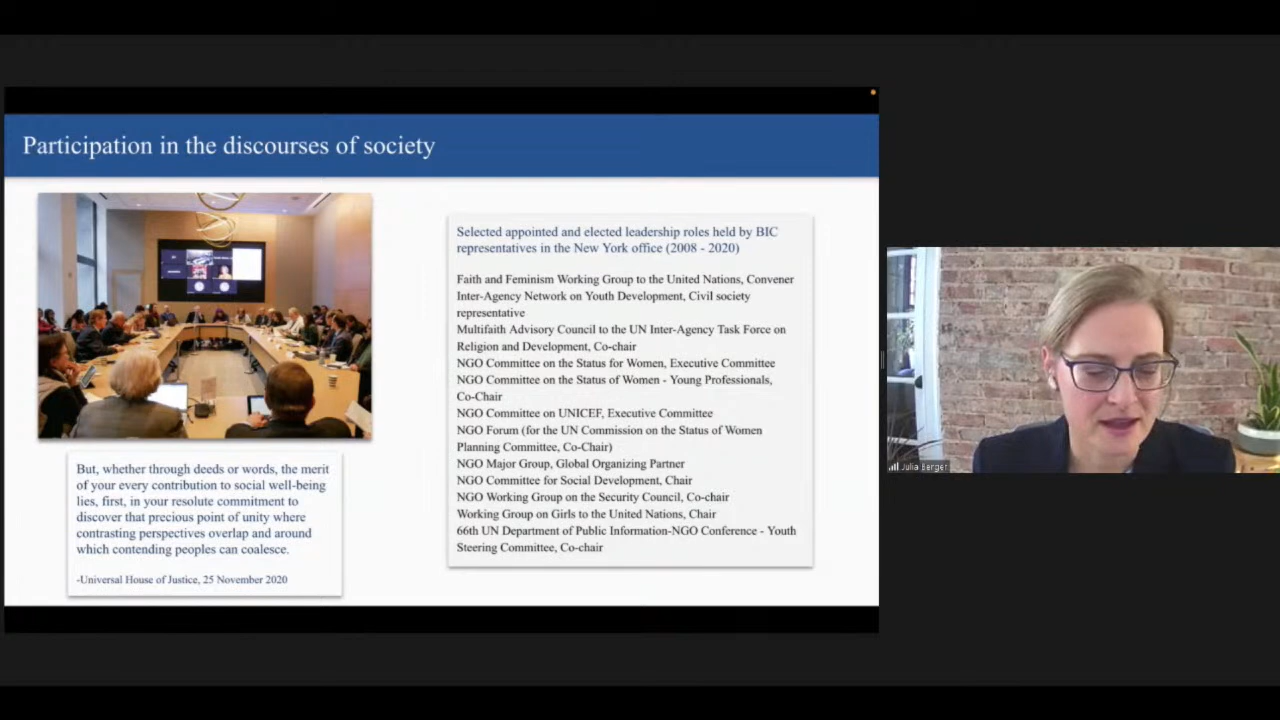 Participation in the discourses of society
But, whether through deeds or words, the merit
of your every contribution to social well-being
lies, first, in your resolute commitment to
discover that precious point of unity where
contrasting perspectives overlap and around
which contending peoples can coalesce.
-Universal House of Justice, 25 November 2020
Selected appointed and elected leadership roles held by BIC
representatives in the New York office (2008 - 2020)
Faith and Feminism Working Group to the United Nations, Convener
Inter-Agency Network on Youth Development, Civil society
representative
Multifaith Advisory Council to the UN Inter-Agency Task Force on
Religion and Development, Co-chair
NGO Committee on the Status for Women, Executive Committee
NGO Committee on the Status of Women - Young Professionals,
Co-Chair
NGO Committee on UNICEF, Executive Committee
NGO Forum (for the UN Commission on the Status of Women
Planning Committee, Co-Chair)
NGO Major Group, Global Organizing Partner
NGO Committee for Social Development, Chair
NGO Working Group on the Security Council, Co-chair
Working Group on Girls to the United Nations, Chair
66th UN Department of Public Information-NGO Conference - Youth
Steering Committee, Co-chair
Julia Berger